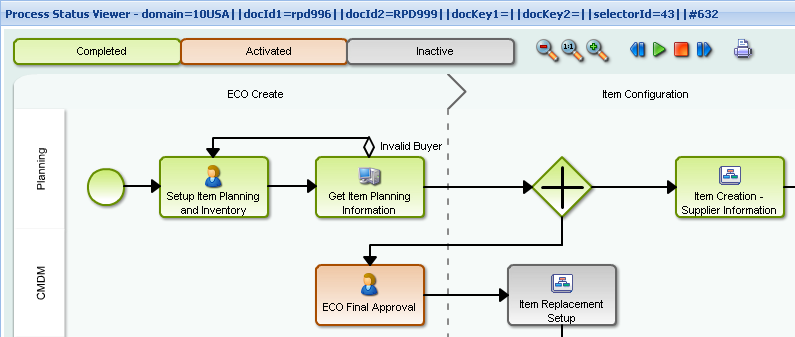 Process Status Viewer - domain=10USA||docId1=rpd996||docId2=RPD999||docKey1=||docKey2=||selectorId=43||#632
Completed
Activated
Inactive
1:1
ECO Create
Item Configuration
Planning
Invalid Buyer
Setup Item Planning
and Inventory
Get Item Planning
Information
Item Creation -
Supplier Information
CMDM
ECO Final Approval
Item Replacement
Setup